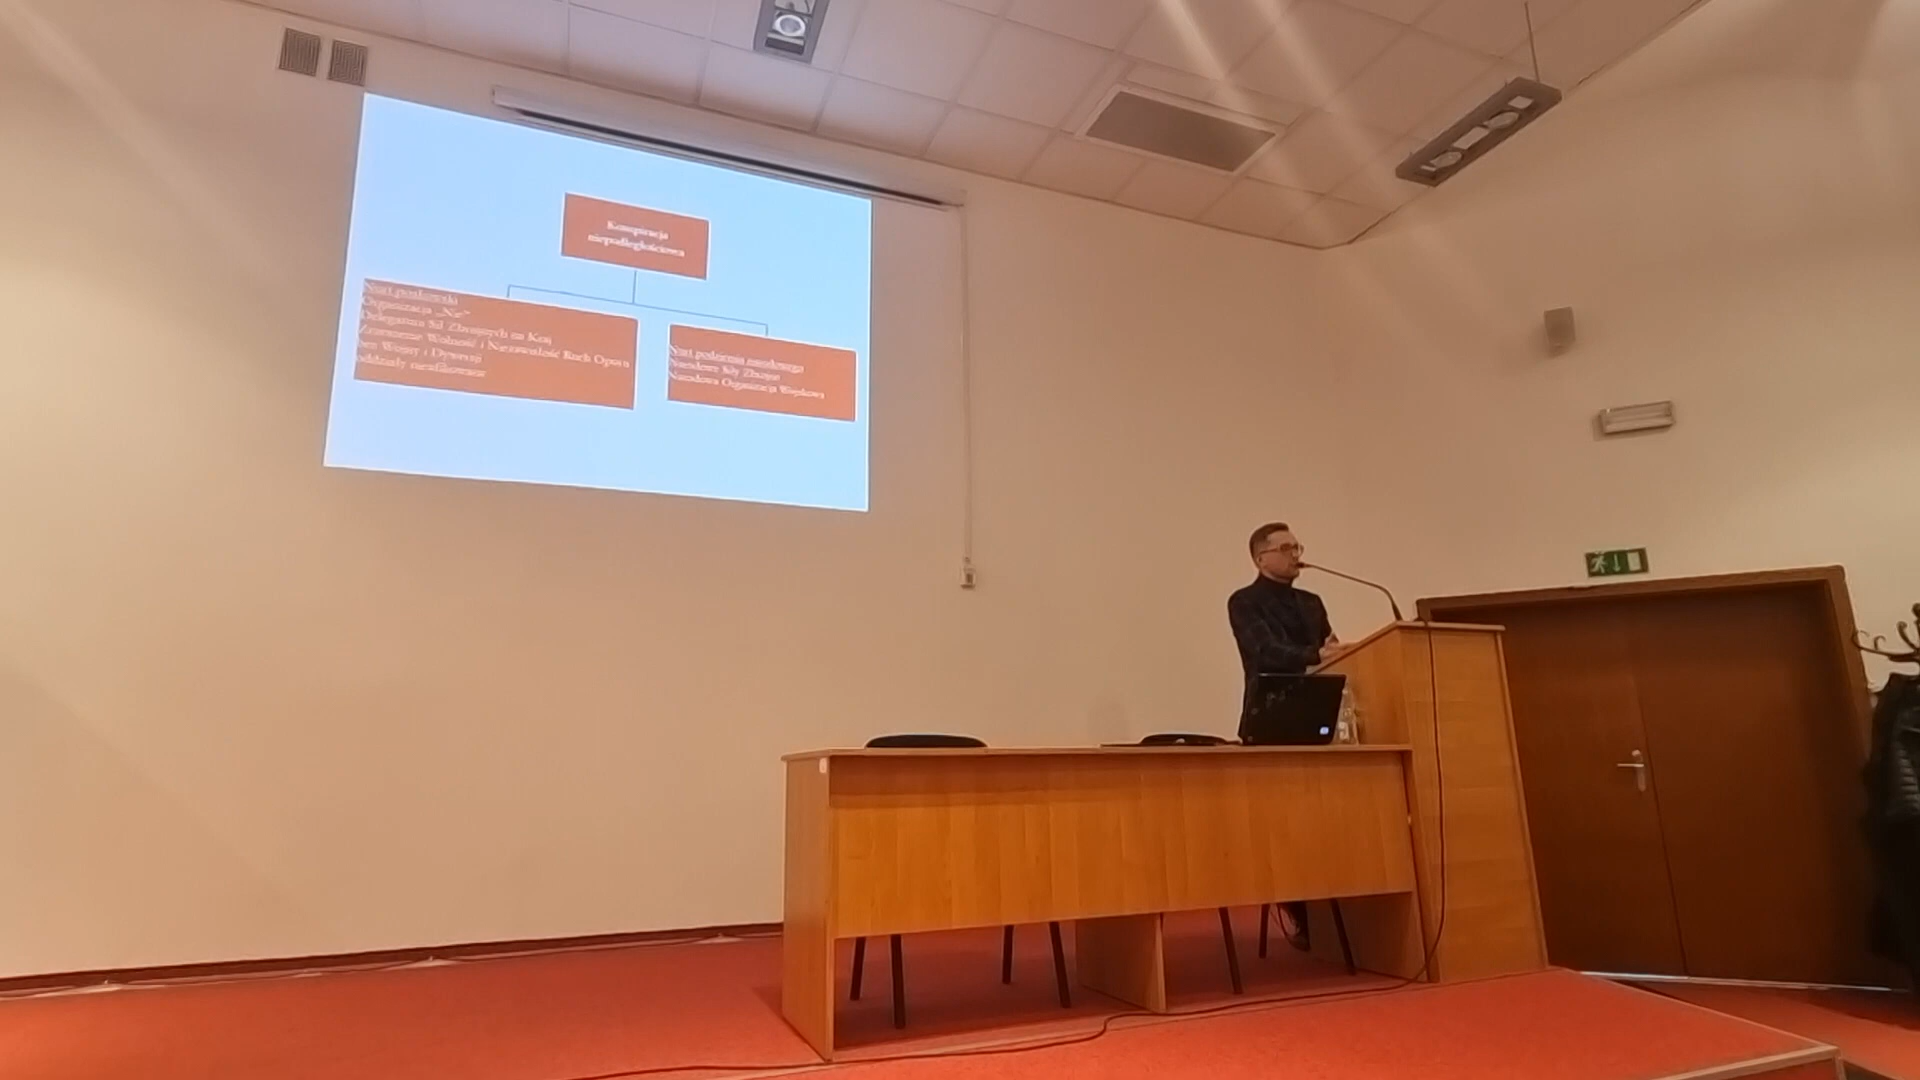 Konspiracja
niepodległościowa
Nurt poakowski
Organizacja „Nie”
Delegatura Sił Zbrojnych na Kraj
Zrzeszenie Wolność i Niezawisłość Ruch Oporu
bez Wojny i Dywersji
oddziały niezafiliowane
Nurt podziemia narodowego
Narodowe Siły Zbrojne
Narodowa Organizacja Wojskowa